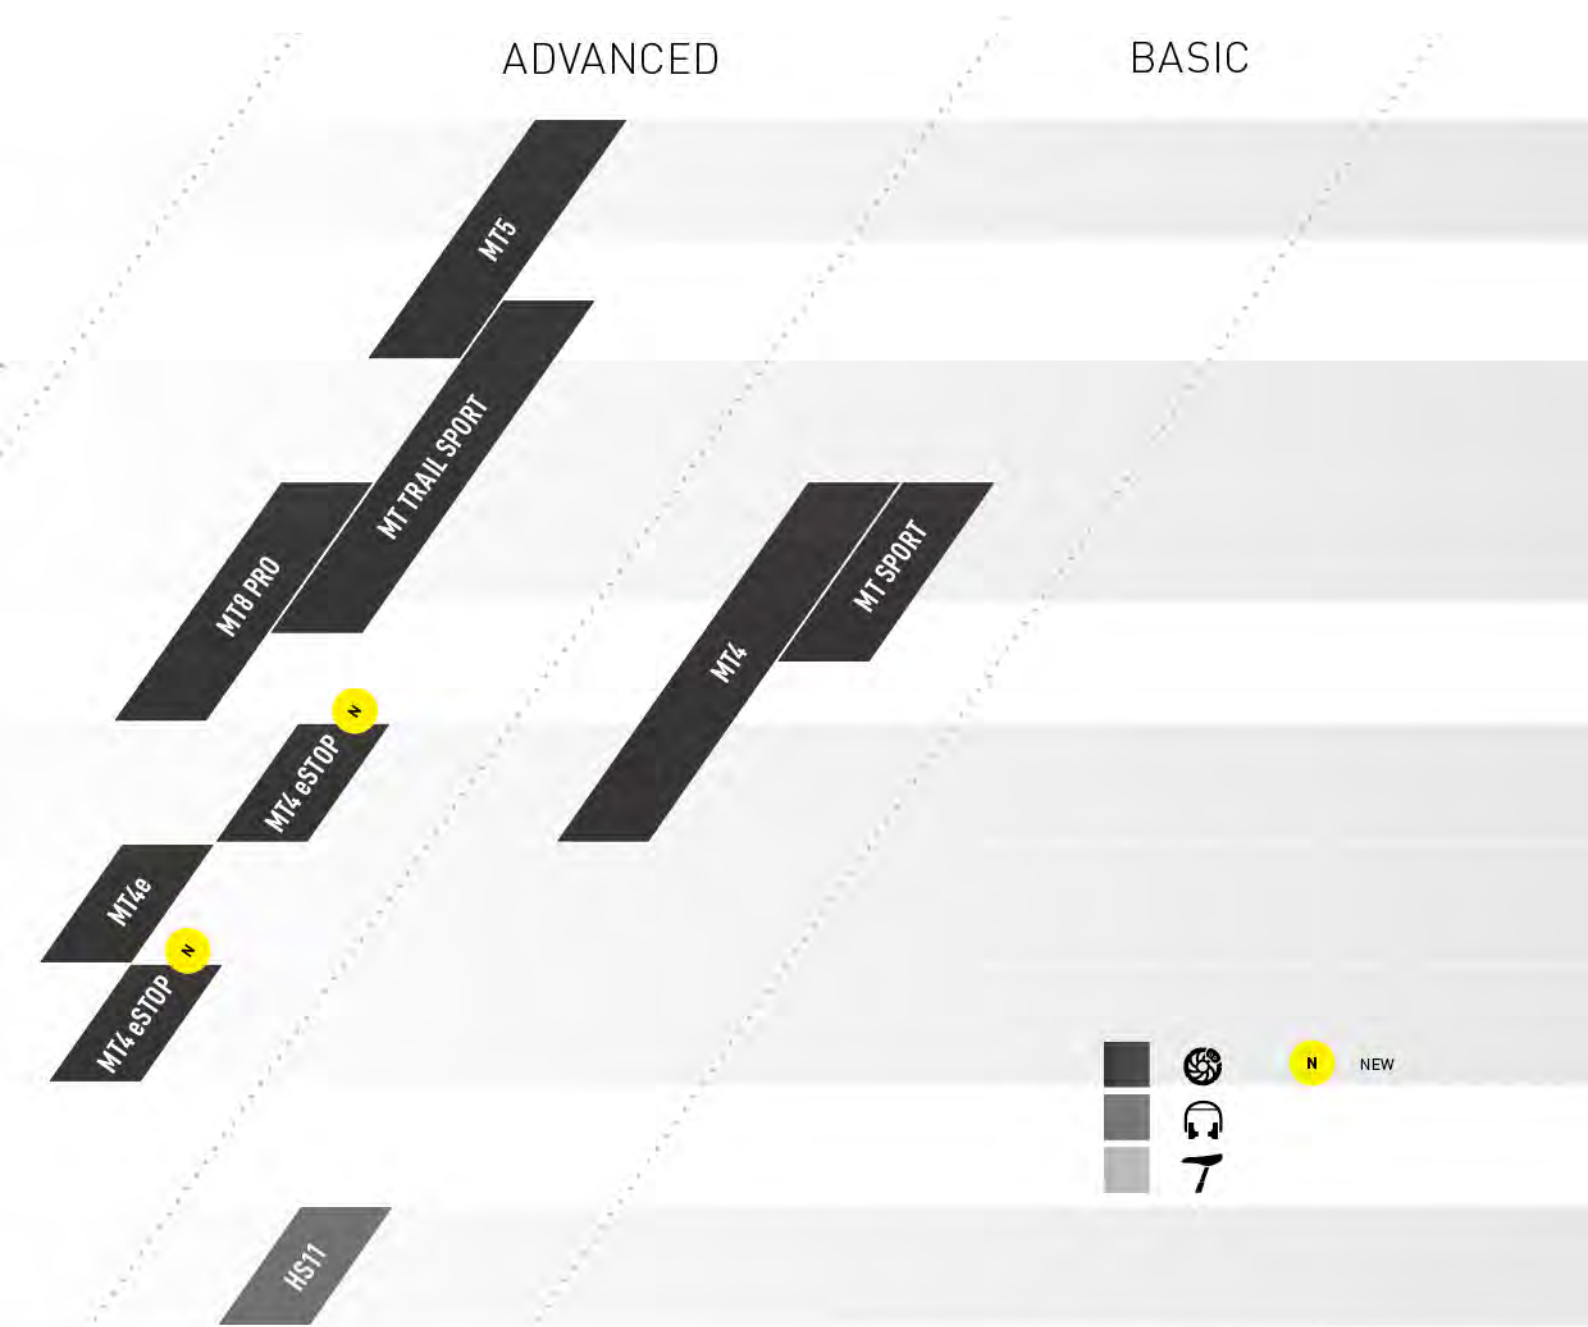 ADVANCED
BASIC
MT5
MT TRAIL SPORT
MT8 PRO
MT4
MT SPORT
N
MT4 eSTOP
MT4e
N
MT4 eSTOP
N
NEW
HS11